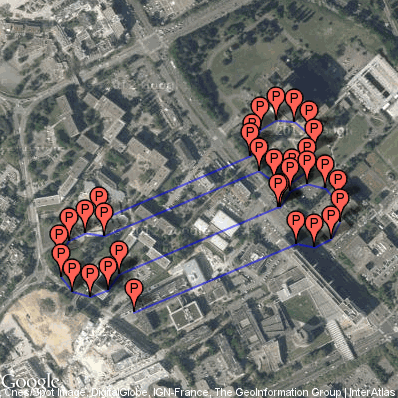 P P P P P P P P P P P P P P P P P P P P P P P P P P P P P P P P P
Google
Cnes/Spot Image, DigitalGlobe, IGN-France, The GeoInformation Group | InterAtlas